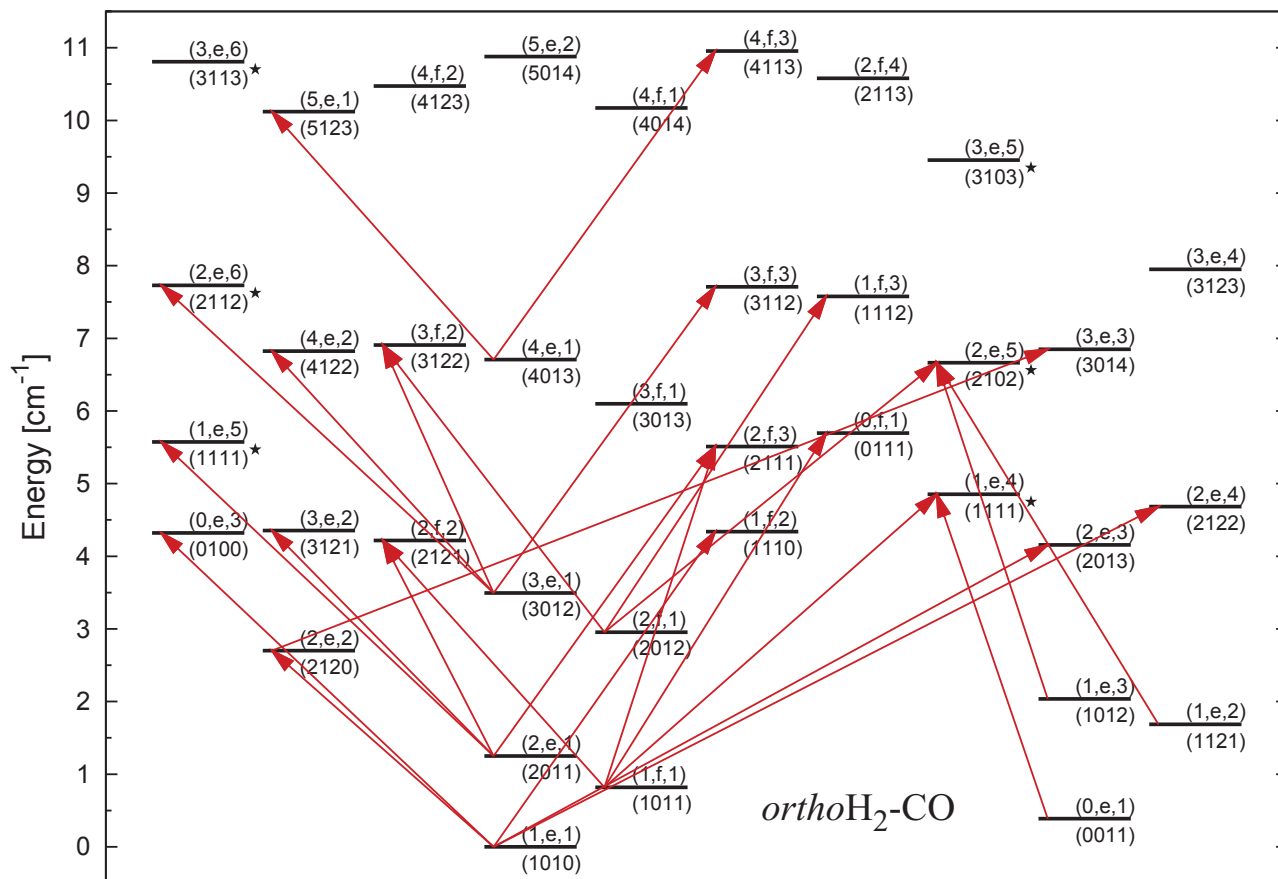 11
10
9
8
7
6
5
4
3
2
1
0
Energy [cm⁻¹]
(3,e,6)
(3113)★
(5,e,1)
(5123)
(4,f,2)
(4123)
(5,e,2)
(5014)
(4,f,1)
(4014)
(4,f,3)
(4113)
(2,f,4)
(2113)
(3,e,5)
(3103)★
(3,e,4)
(3123)
(2,e,6)
(2112)★
(4,e,2)
(4122)
(3,f,2)
(3122)
(4,e,1)
(4013)
(3,f,1)
(3013)
(3,f,3)
(3112)
(1,f,3)
(1112)
(2,e,5)
(2102)★
(3,e,3)
(3014)
(1,e,5)
(1111)★
(2,f,3)
(2111)
(0,f,1)
(0111)
(1,e,4)
(1111)★
(2,e,4)
(2122)
(0,e,3)
(0100)
(3,e,2)
(3121)
(2,f,2)
(2121)
(1,f,2)
(1110)
(2,e,3)
(2013)
(3,e,1)
(3012)
(2,f,1)
(2012)
(2,e,2)
(2120)
(1,e,3)
(1012)
(1,e,2)
(1121)
(2,e,1)
(2011)
(1,f,1)
(1011)
(0,e,1)
(0011)
(1,e,1)
(1010)
orthoH₂-CO